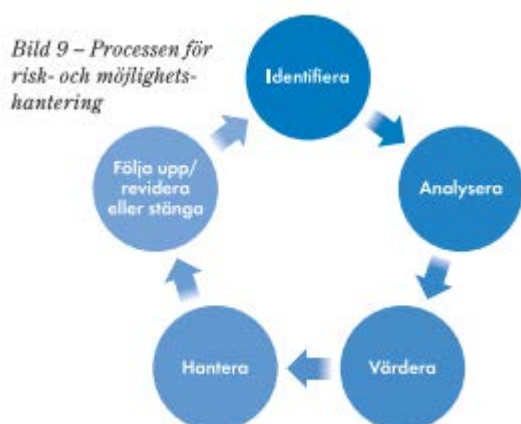 Bild 9 – Processen för
risk- och möjlighets-
hantering
Identifiera
Analysera
Värdera
Hantera
Följa upp/
revidera
eller stänga